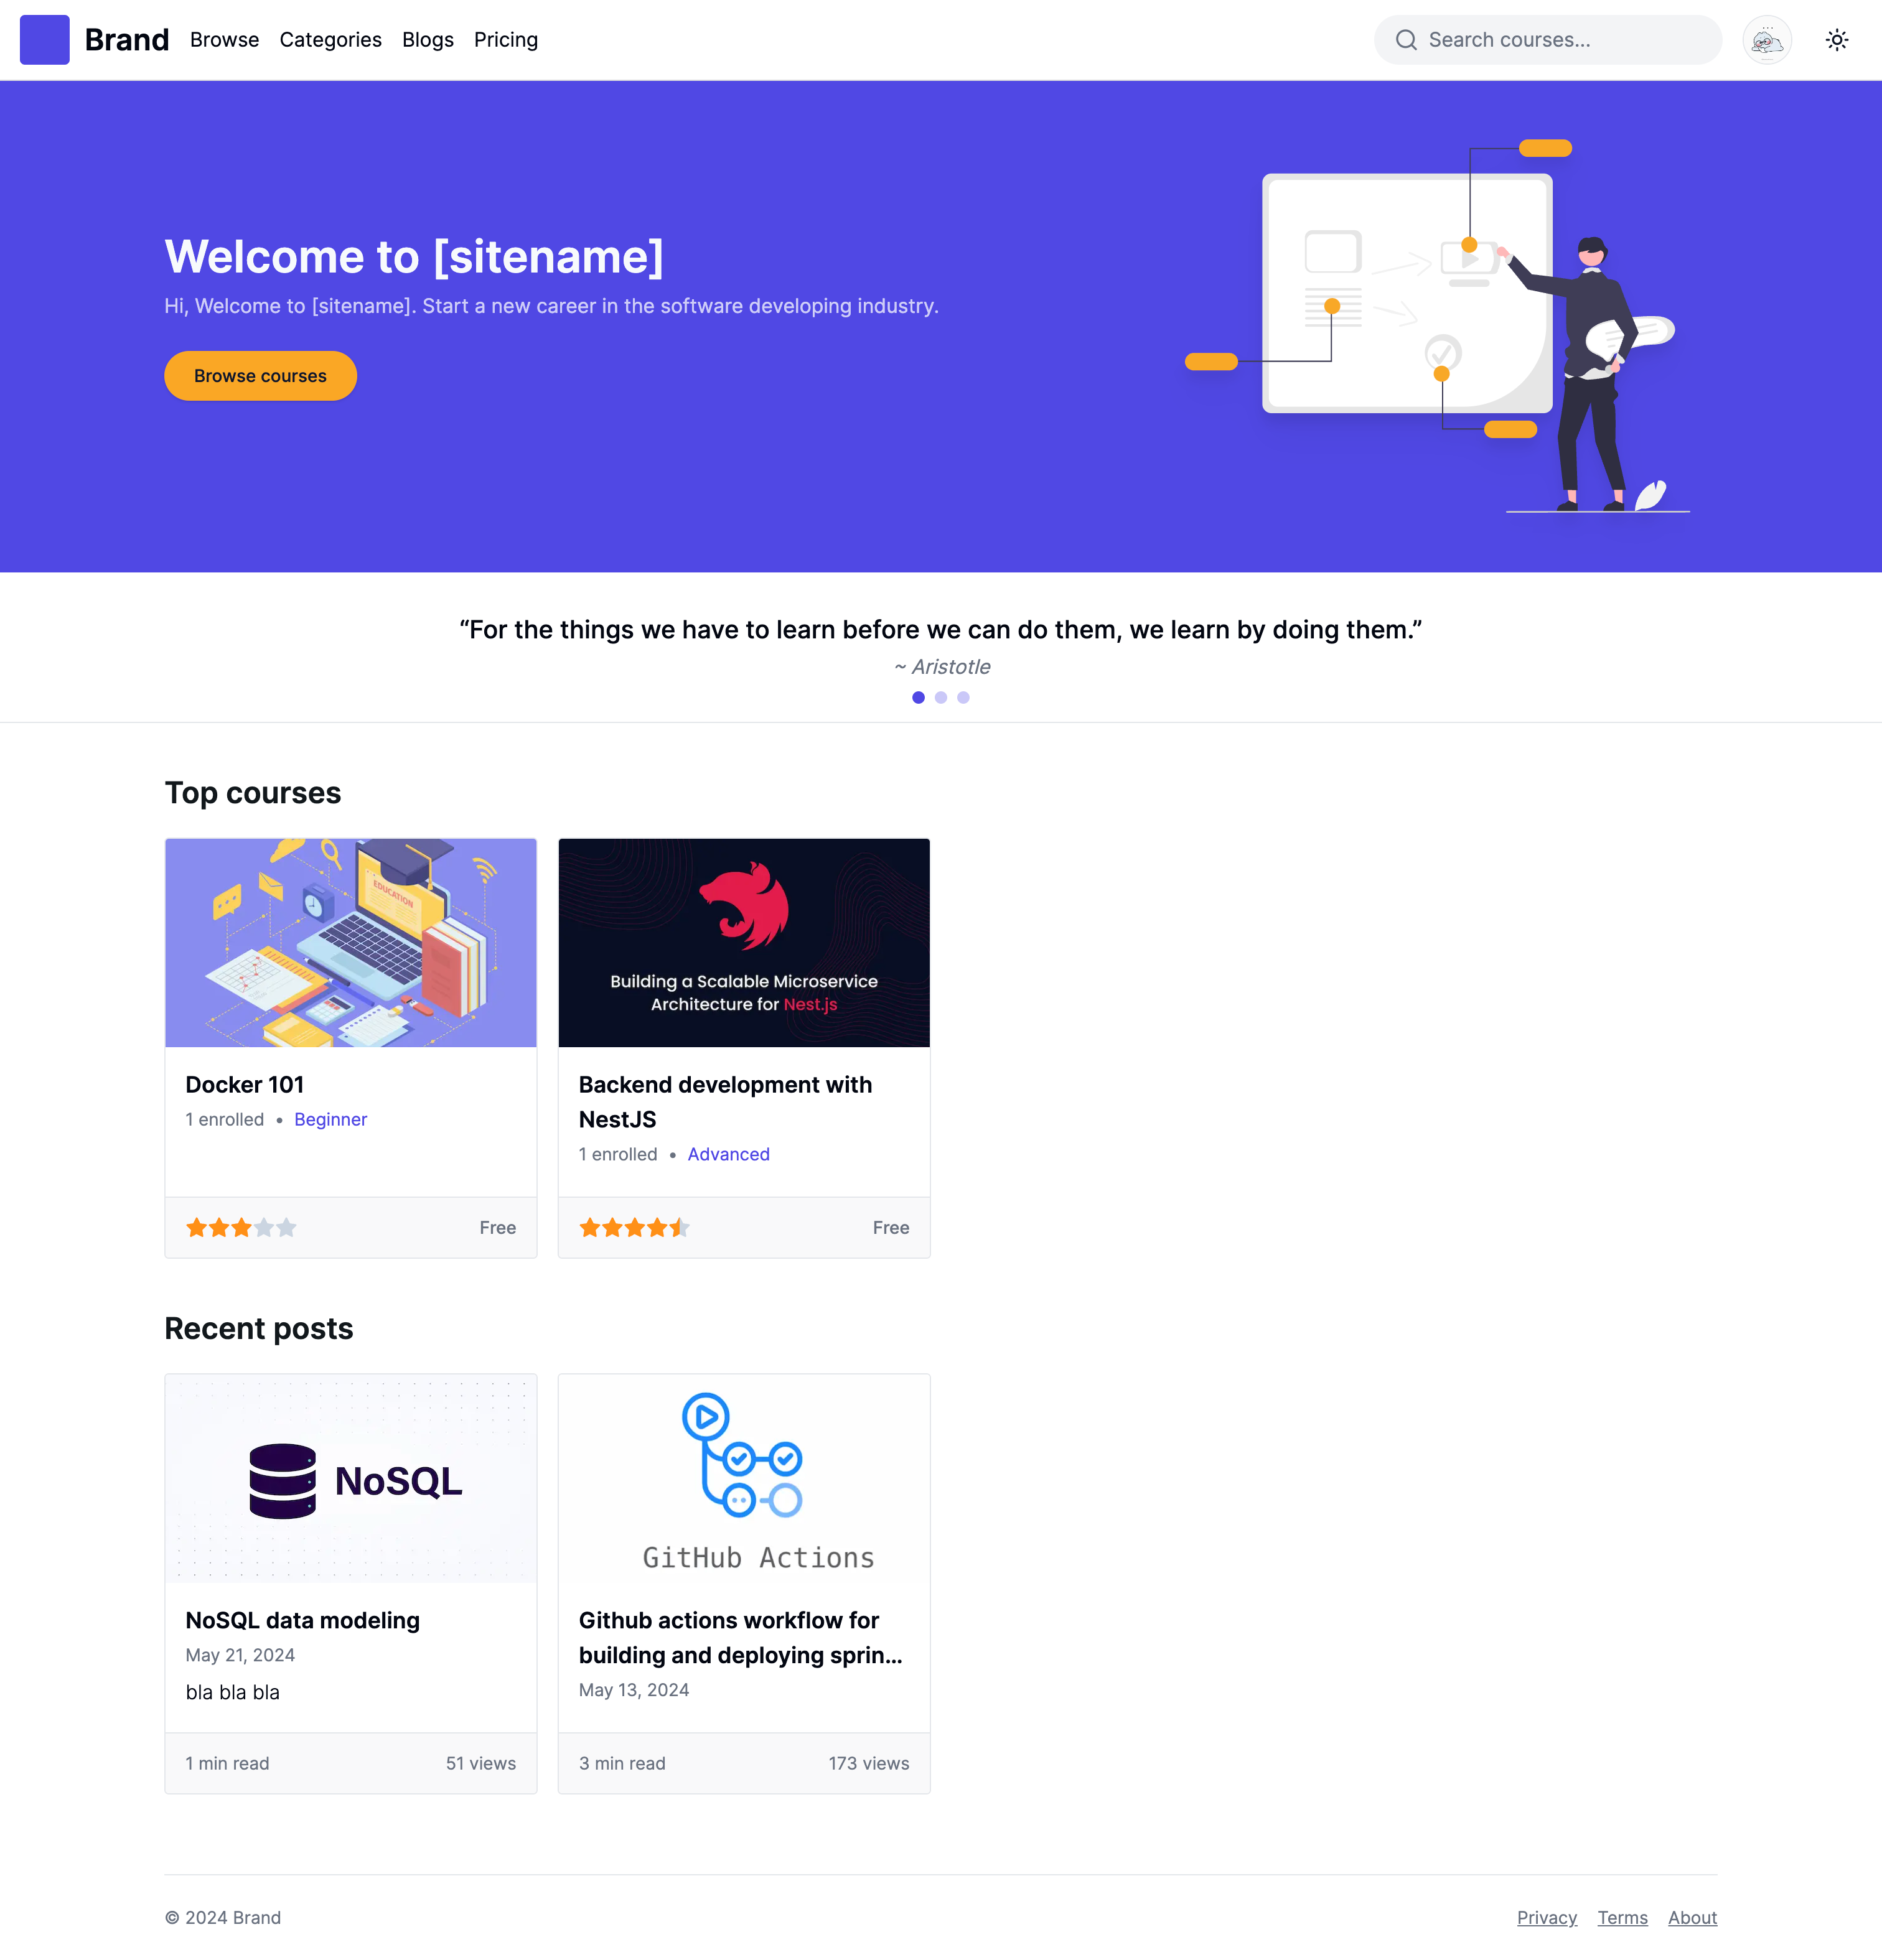 Brand
Browse
Categories
Blogs
Pricing
Search courses...
Welcome to [sitename]
Hi, Welcome to [sitename]. Start a new career in the software developing industry.
Browse courses
“For the things we have to learn before we can do them, we learn by doing them.”
~ Aristotle
Top courses
EDUCATION
Docker 101
1 enrolled • Beginner
Free
Building a Scalable Microservice
Architecture for Nest.js
Backend development with
NestJS
1 enrolled • Advanced
Free
Recent posts
NoSQL
NoSQL data modeling
May 21, 2024
bla bla bla
1 min read
51 views
GitHub Actions
Github actions workflow for
building and deploying sprin...
May 13, 2024
3 min read
173 views
© 2024 Brand
Privacy
Terms
About